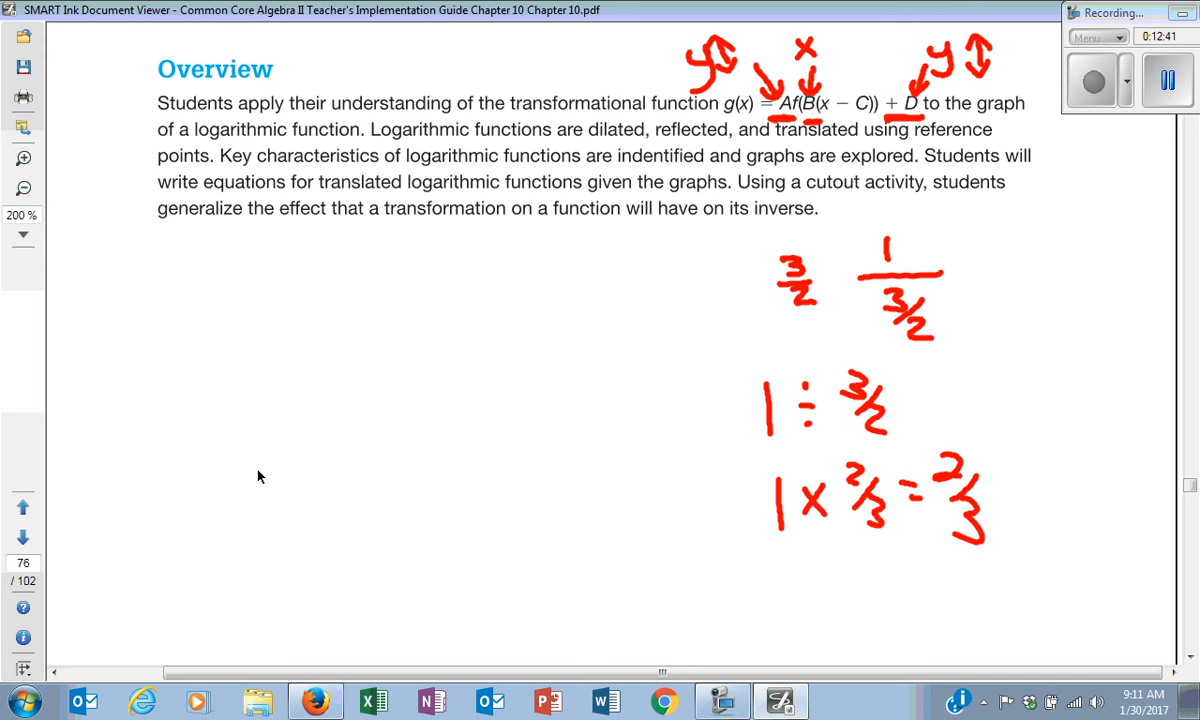 SMART Ink Document Viewer - Common Core Algebra II Teacher's Implementation Guide Chapter 10 Chapter 10.pdf
Recording...
Menu
0:12:41
200 %
76
/ 102
y x y
Overview
Students apply their understanding of the transformational function g(x) = Af(B(x − C)) + D to the graph
of a logarithmic function. Logarithmic functions are dilated, reflected, and translated using reference
points. Key characteristics of logarithmic functions are indentified and graphs are explored. Students will
write equations for translated logarithmic functions given the graphs. Using a cutout activity, students
generalize the effect that a transformation on a function will have on its inverse.
3/2 1/(3/2)
1 ÷ 3/2
1 x 2/3 = 2/3
9:11 AM
1/30/2017